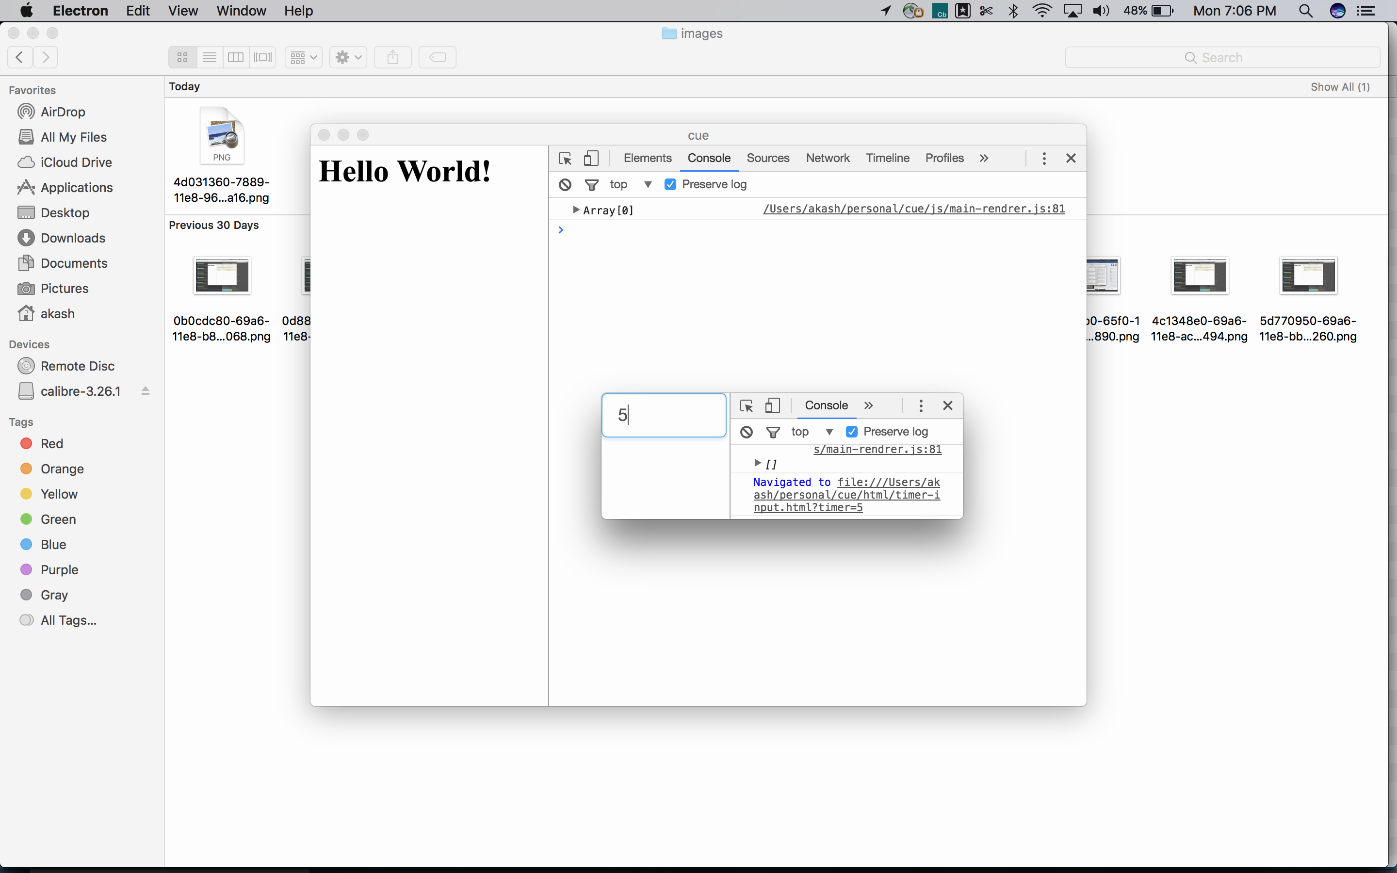 Electron Edit View Window Help
Cb
48% Mon 7:06 PM
images
Search
Favorites
AirDrop
All My Files
iCloud Drive
Applications
Desktop
Downloads
Documents
Pictures
akash
Devices
Remote Disc
calibre-3.26.1
Tags
Red
Orange
Yellow
Green
Blue
Purple
Gray
All Tags...
Today Show All (1)
PNG
4d031360-7889-
11e8-96...a16.png
Previous 30 Days
0b0cdc80-69a6-
11e8-b8...068.png
0d88
11e8-
b0-65f0-1
...890.png
4c1348e0-69a6-
11e8-ac...494.png
5d770950-69a6-
11e8-bb...260.png
cue
Hello World!
Elements Console Sources Network Timeline Profiles »
top Preserve log
Array[0] /Users/akash/personal/cue/js/main-rendrer.js:81
>
5
Console »
top Preserve log
s/main-rendrer.js:81
[]
Navigated to file:///Users/ak
ash/personal/cue/html/timer-i
nput.html?timer=5